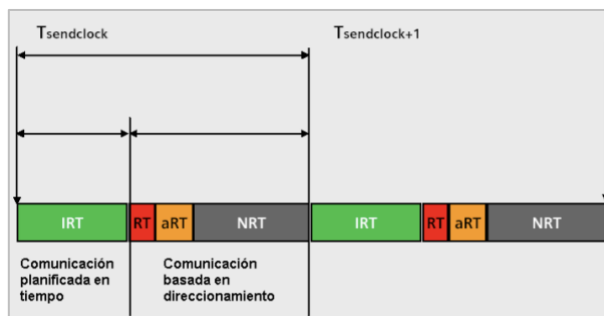 Tsendclock
Tsendclock+1
IRT
RT
aRT
NRT
IRT
RT
aRT
NRT
Comunicación
planificada en
tiempo
Comunicación
basada en
direccionamiento